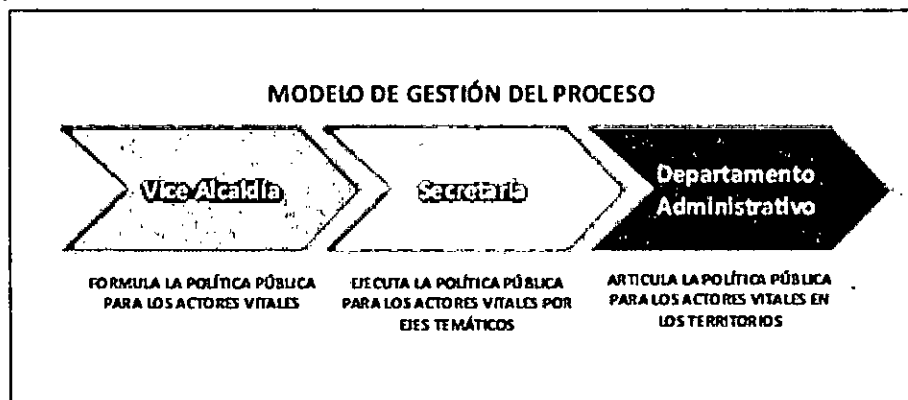 MODELO DE GESTIÓN DEL PROCESO
Vice Alcaldía
Secretaría
Departamento
Administrativo
FORMULA LA POLÍTICA PÚBLICA
PARA LOS ACTORES VITALES
EJECUTA LA POLÍTICA PÚBLICA
PARA LOS ACTORES VITALES POR
EJES TEMÁTICOS
ARTICULA LA POLÍTICA PÚBLICA
PARA LOS ACTORES VITALES EN
LOS TERRITORIOS